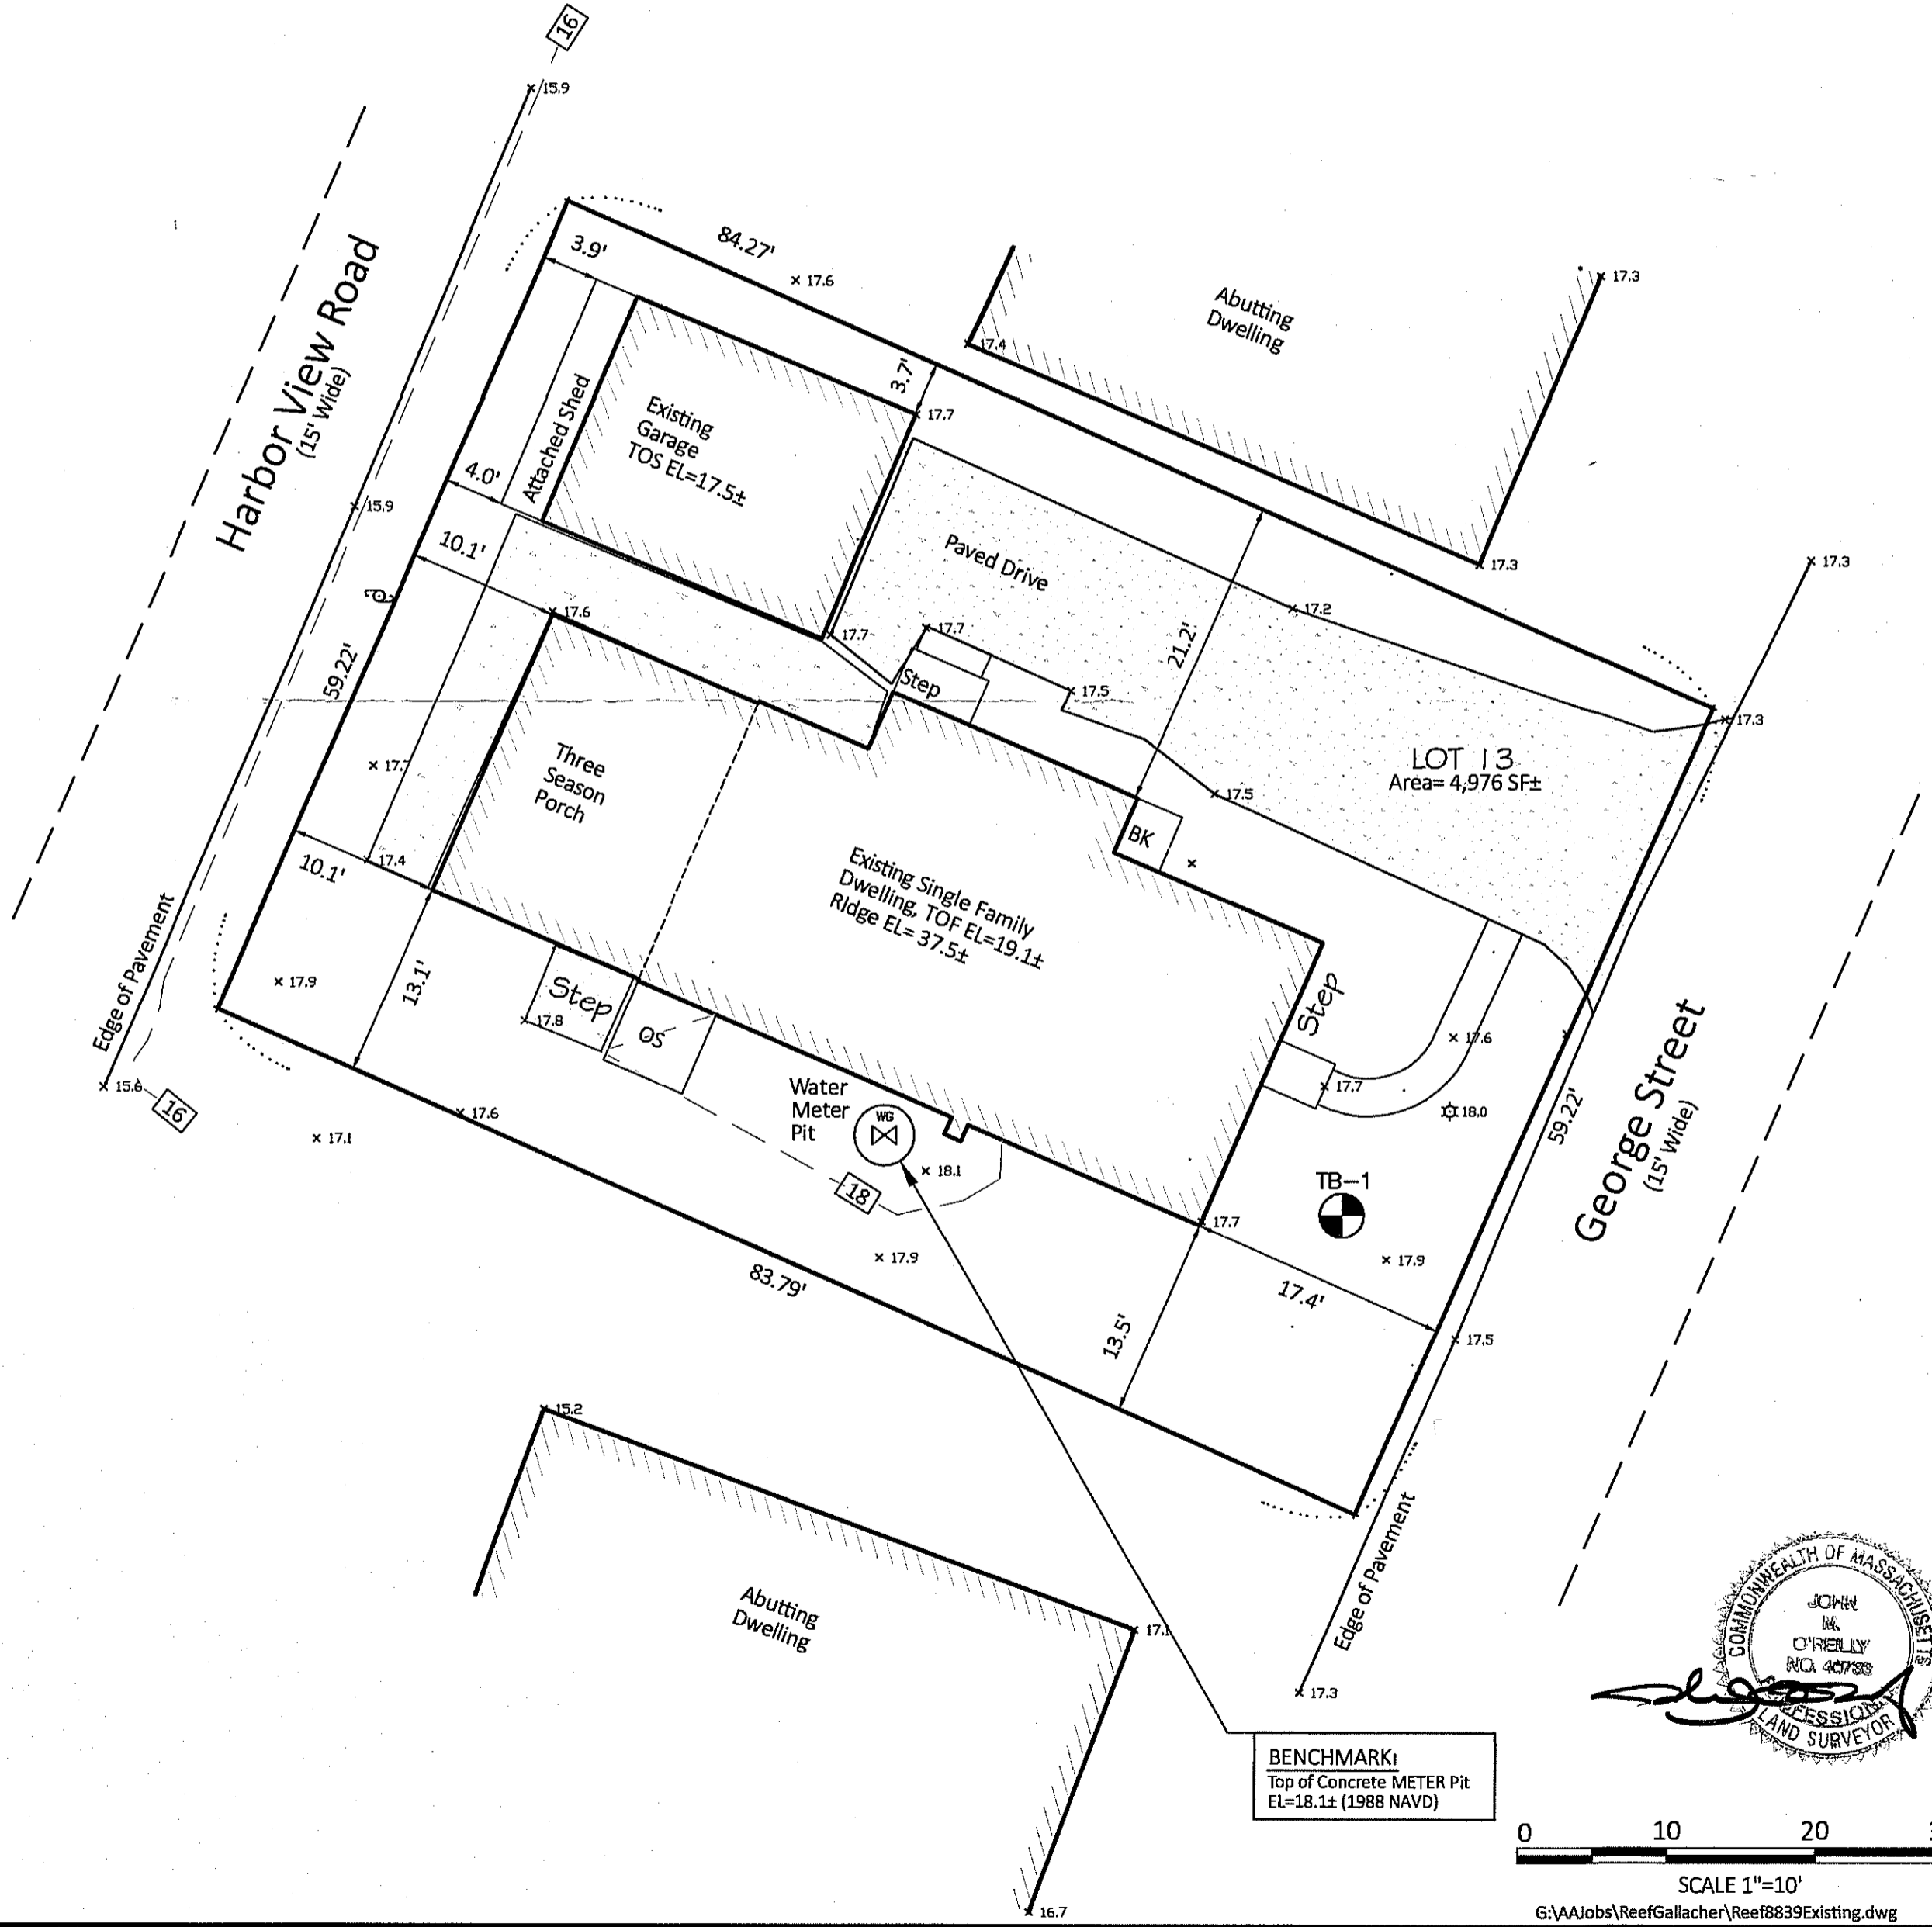 16
15.9
84.27'
3.9'
17.6
17.3
Abutting
Dwelling
17.4
Harbor View Road
(15' Wide)
3.7'
17.7
Attached Shed
Existing
Garage
TOS EL=17.5±
4.0'
15.9
10.1'
Paved Drive
17.3
17.3
17.6
17.2
17.7
17.7
21.2'
59.22'
Step
17.5
17.3
Three
Season
Porch
17.7
LOT 13
Area= 4,976 SF±
17.5
BK
17.4
10.1'
Existing Single Family
Dwelling, TOF EL=19.1±
Ridge EL= 37.5±
Edge of Pavement
13.1'
17.9
Step
17.8
OS
Step
17.6
George Street
(15' Wide)
15.6
16
17.1
17.6
Water
Meter
Pit
WG
17.7
18.0
59.22'
18.1
18
TB-1
17.7
17.9
17.9
83.79'
17.4'
13.5'
17.5
15.2
Edge of Pavement
Abutting
Dwelling
17.1
17.3
COMMONWEALTH OF MASSACHUSETTS
JOHN
M.
O'REILLY
PROFESSIONAL
LAND SURVEYOR
BENCHMARK:
Top of Concrete METER Pit
EL=18.1± (1988 NAVD)
16.7
0 10 20
SCALE 1"=10'
G:\AAJobs\ReefGallacher\Reef8839Existing.dwg